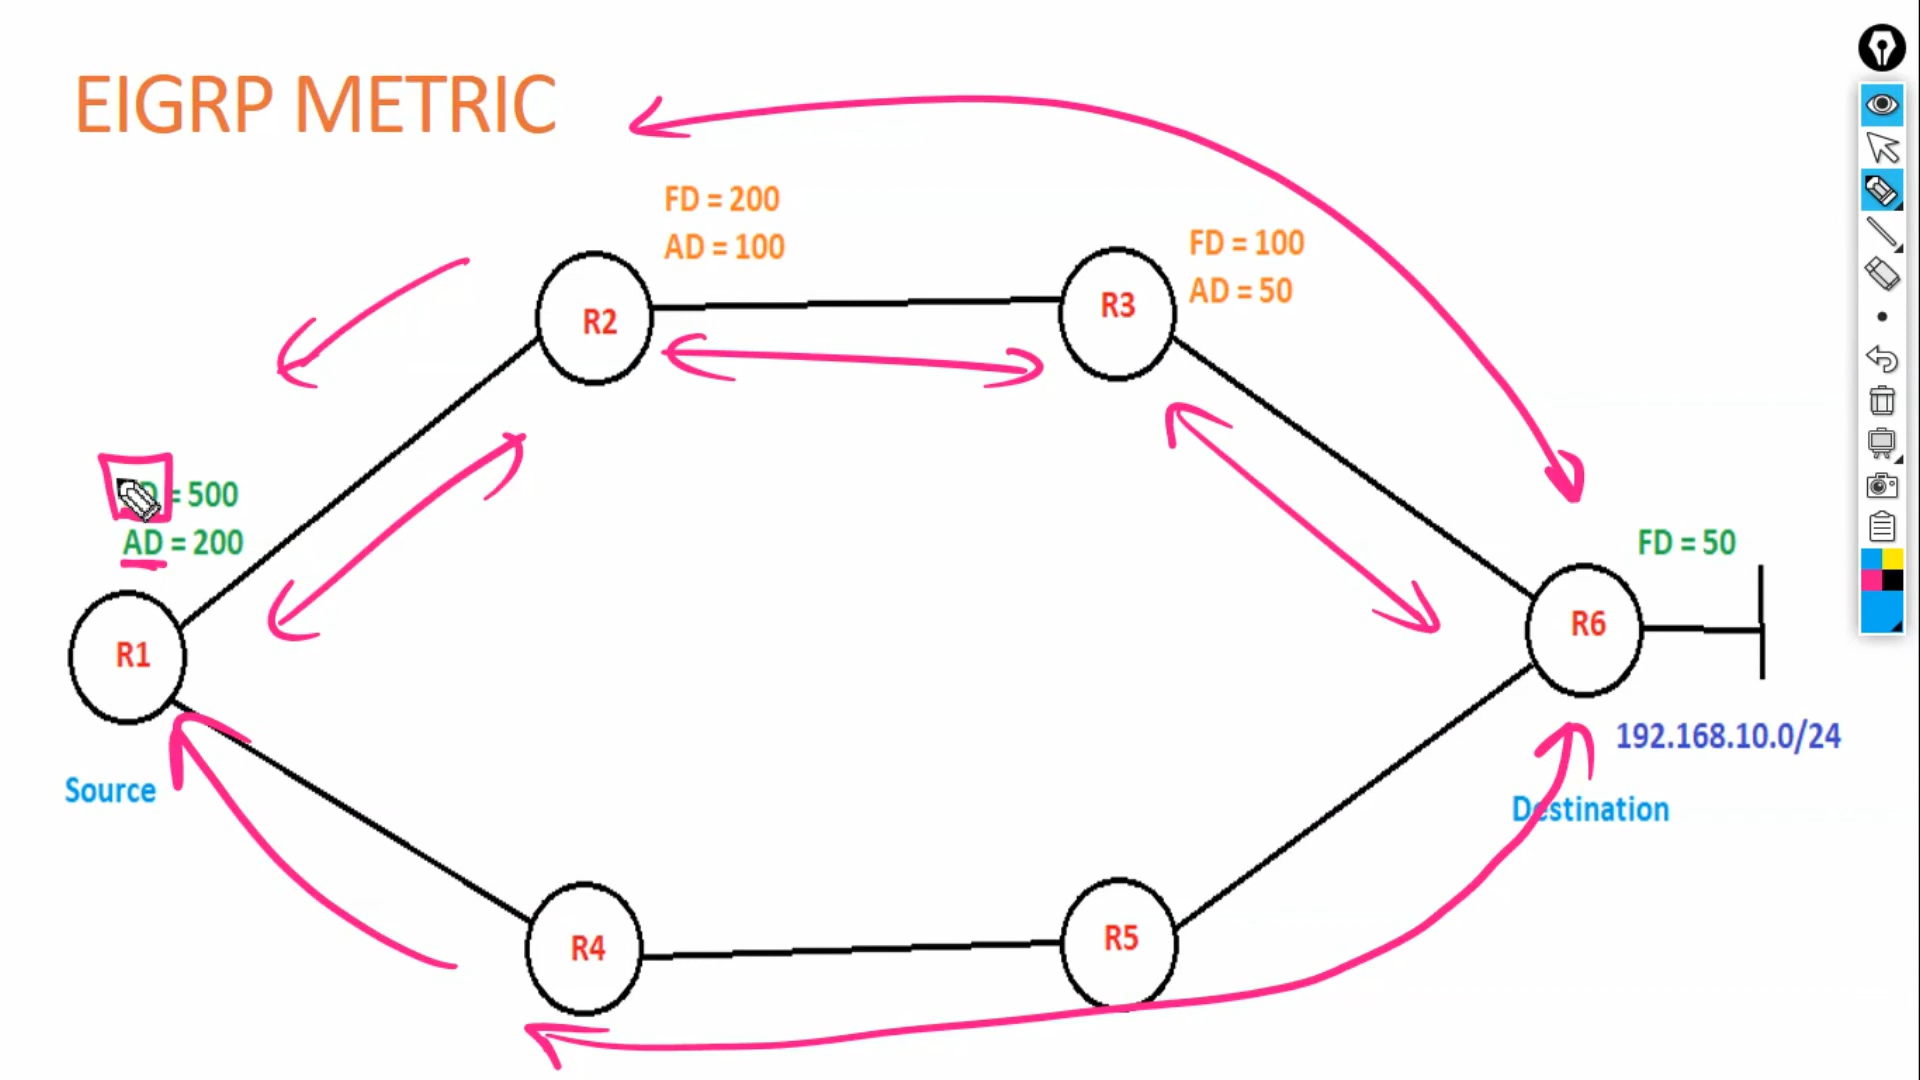 EIGRP METRIC
FD = 200
AD = 100
FD = 100
AD = 50
R2
R3
= 500
AD = 200
FD = 50
R1
R6
Source
192.168.10.0/24
Destination
R4
R5